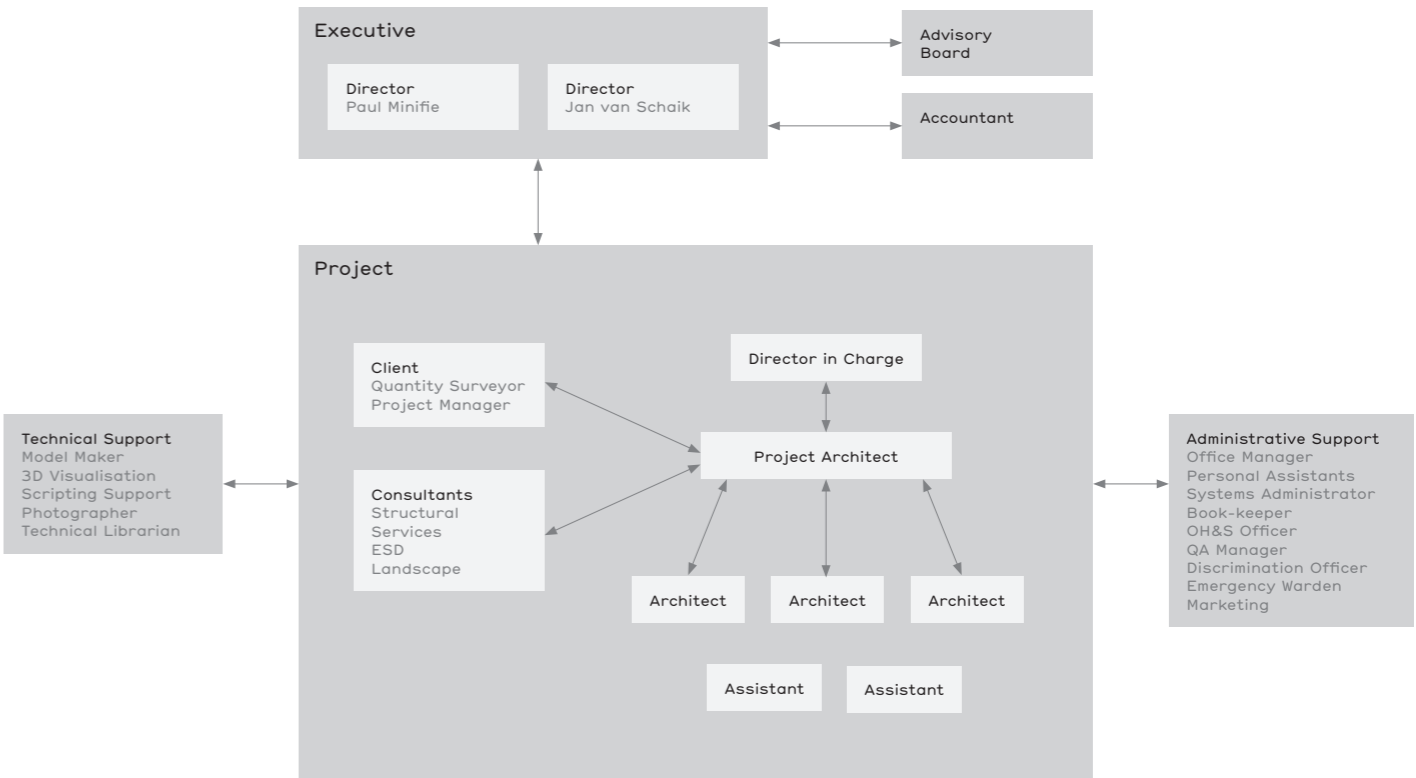 Executive
Director
Paul Minifie
Director
Jan van Schaik
Advisory
Board
Accountant
Project
Client
Quantity Surveyor
Project Manager
Consultants
Structural
Services
ESD
Landscape
Director in Charge
Project Architect
Architect
Architect
Architect
Assistant
Assistant
Technical Support
Model Maker
3D Visualisation
Scripting Support
Photographer
Technical Librarian
Administrative Support
Office Manager
Personal Assistants
Systems Administrator
Book-keeper
OH&S Officer
QA Manager
Discrimination Officer
Emergency Warden
Marketing